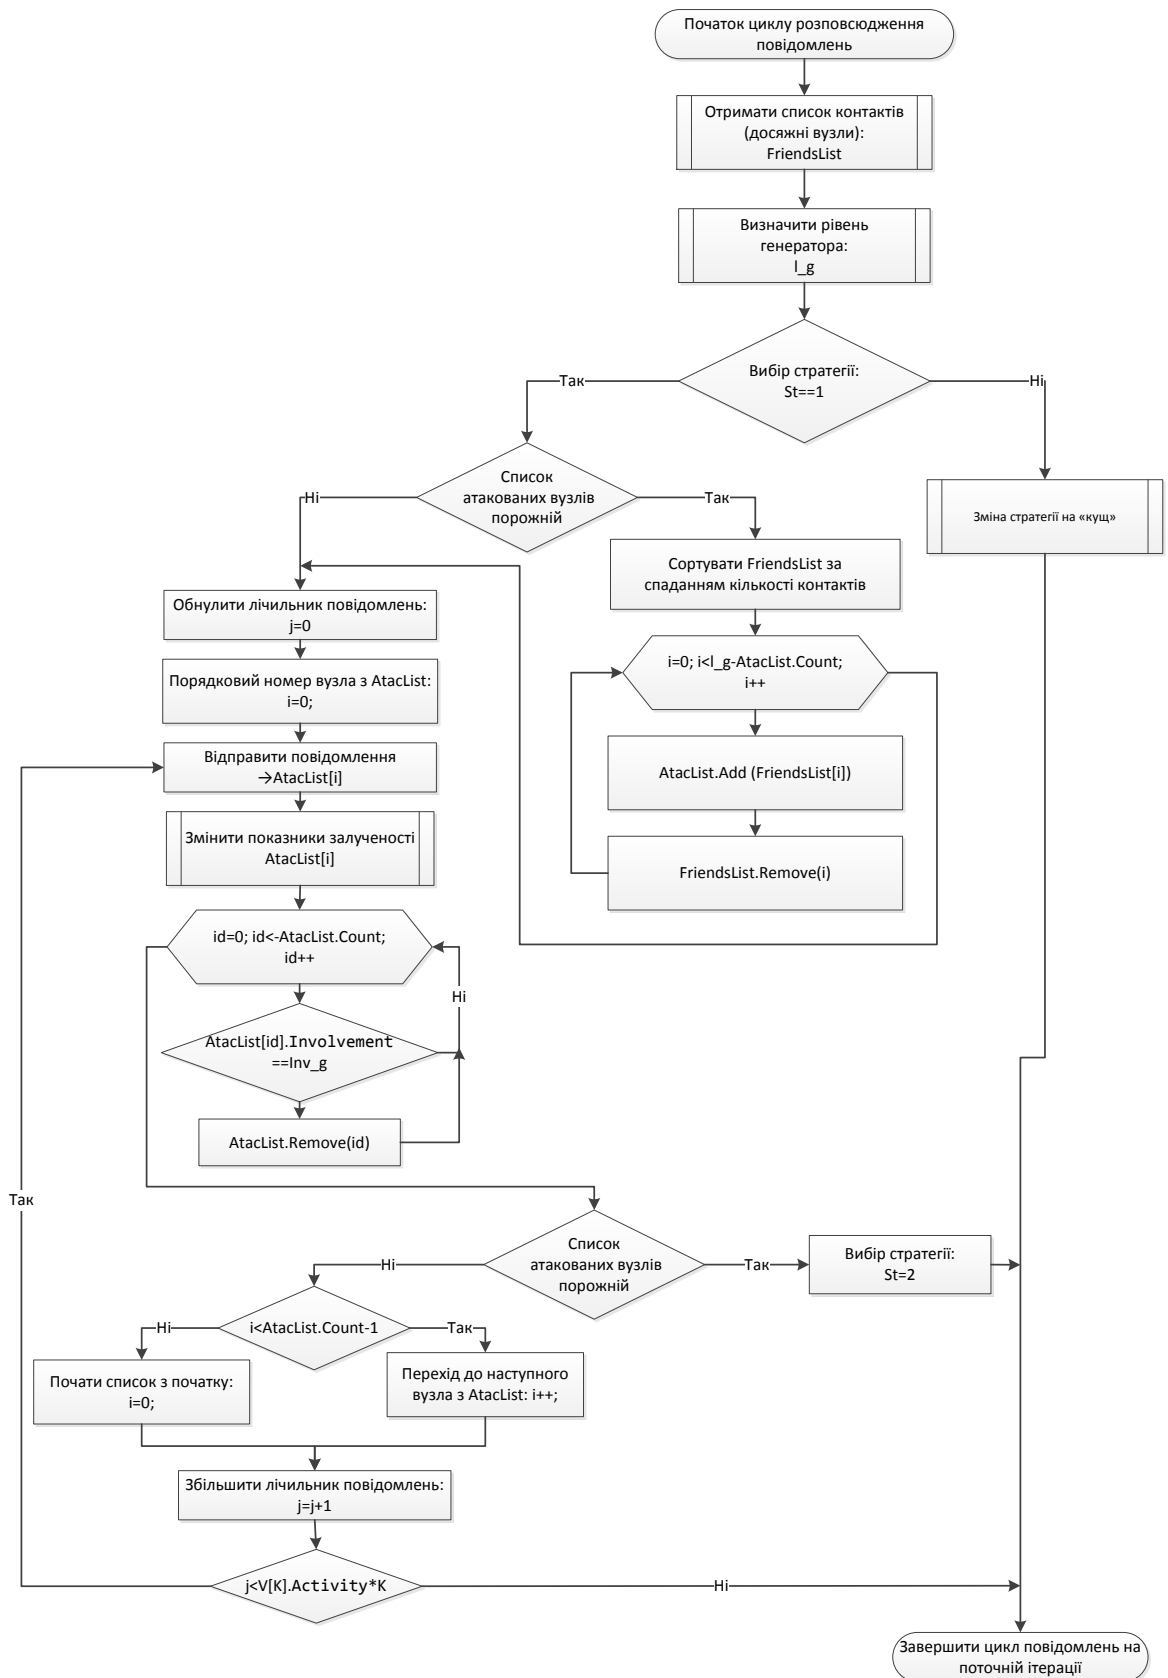 Початок циклу розповсюдження
повідомлень
Отримати список контактів
(досяжні вузли):
FriendsList
Визначити рівень
генератора:
l_g
Вибір стратегії:
St==1
Так
Ні
Список
атакованих вузлів
порожній
Ні
Так
Зміна стратегії на «кущ»
Сортувати FriendsList за
спаданням кількості контактів
Обнулити лічильник повідомлень:
j=0
i=0; i<l_g-AtacList.Count;
i++
Порядковий номер вузла з AtacList:
i=0;
Відправити повідомлення
→AtacList[i]
AtacList.Add (FriendsList[i])
Змінити показники залученості
AtacList[i]
FriendsList.Remove(i)
id=0; id<-AtacList.Count;
id++
Ні
AtacList[id].Involvement
==Inv_g
AtacList.Remove(id)
Так
Список
атакованих вузлів
порожній
Ні
Так
Вибір стратегії:
St=2
i<AtacList.Count-1
Ні
Так
Почати список з початку:
i=0;
Перехід до наступного
вузла з AtacList: i++;
Збільшити лічильник повідомлень:
j=j+1
j<V[K].Activity*K
Ні
Завершити цикл повідомлень на
поточній ітерації